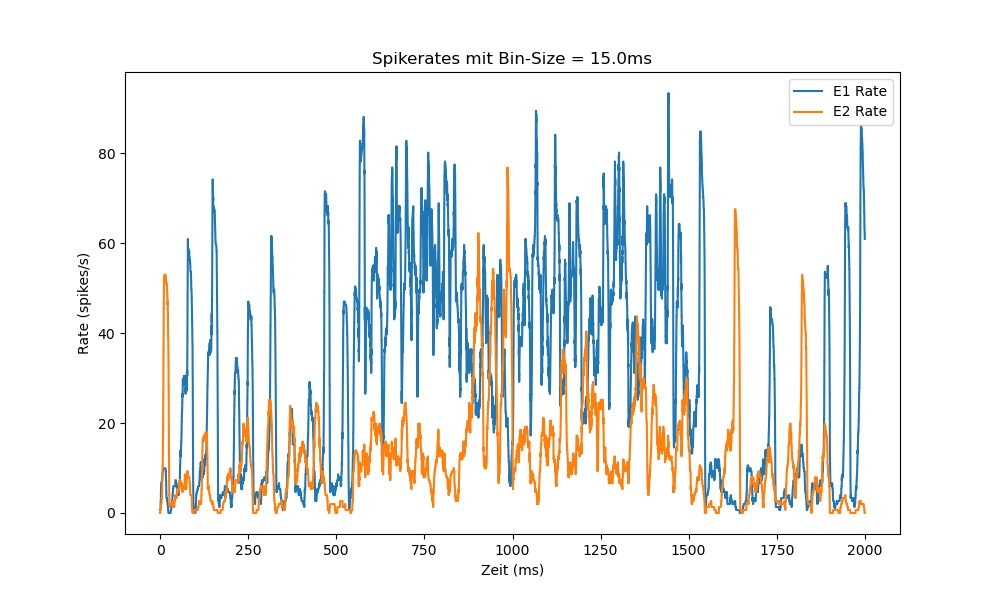 Spikerates mit Bin-Size = 15.0ms
E1 Rate
E2 Rate
Rate (spikes/s)
80
60
40
20
0
0 250 500 750 1000 1250 1500 1750 2000
Zeit (ms)